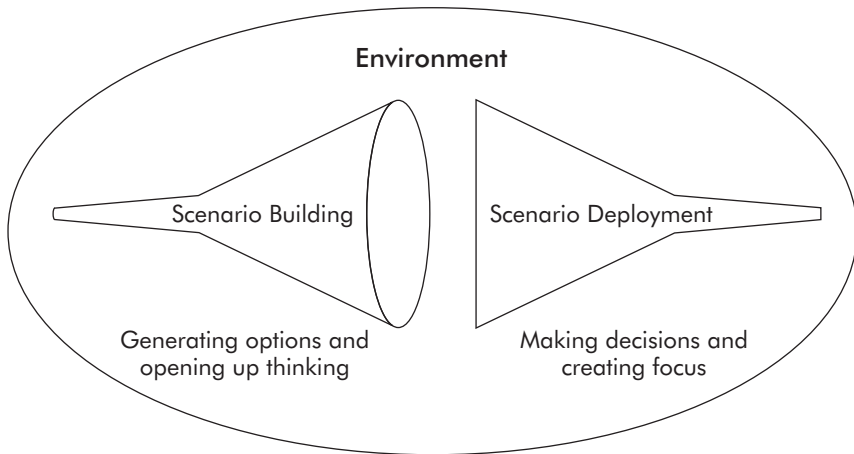 Environment
Scenario Building
Scenario Deployment
Generating options and
opening up thinking
Making decisions and
creating focus